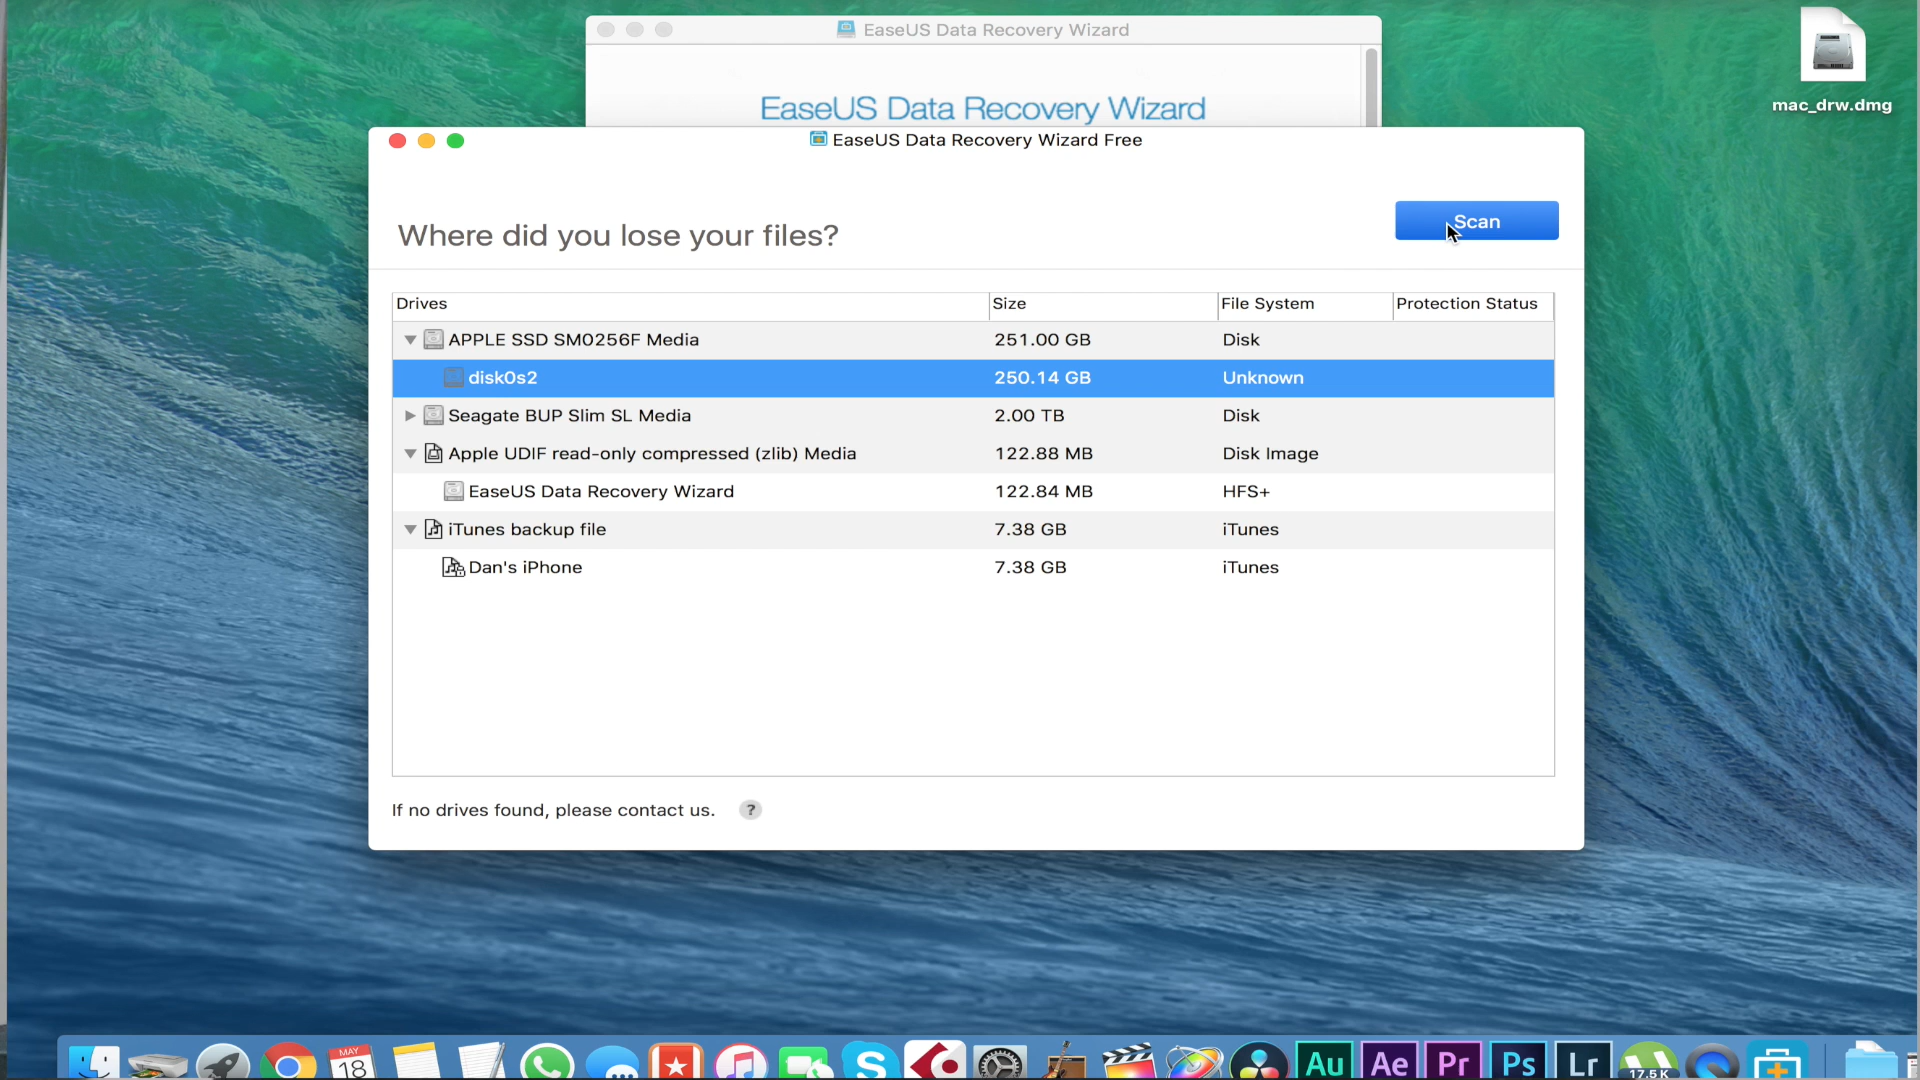 EaseUS Data Recovery Wizard
EaseUS Data Recovery Wizard
mac_drw.dmg
EaseUS Data Recovery Wizard Free
Where did you lose your files?
Scan
Drives Size File System Protection Status
APPLE SSD SM0256F Media 251.00 GB Disk
disk0s2 250.14 GB Unknown
Seagate BUP Slim SL Media 2.00 TB Disk
Apple UDIF read-only compressed (zlib) Media 122.88 MB Disk Image
EaseUS Data Recovery Wizard 122.84 MB HFS+
iTunes backup file 7.38 GB iTunes
Dan's iPhone 7.38 GB iTunes
If no drives found, please contact us. ?
MAY
18
S
Au
Ae
Pr
Ps
Lr
17.5 K